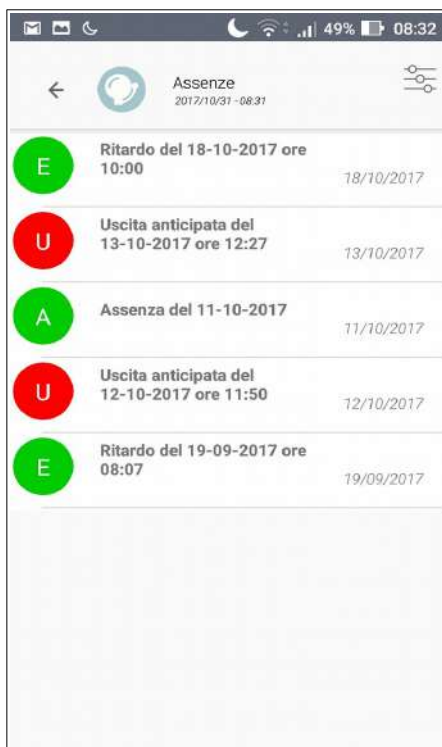 49% 08:32
Assenze
2017/10/31 - 08:31
E
Ritardo del 18-10-2017 ore
10:00
18/10/2017
U
Uscita anticipata del
13-10-2017 ore 12:27
13/10/2017
A
Assenza del 11-10-2017
11/10/2017
U
Uscita anticipata del
12-10-2017 ore 11:50
12/10/2017
E
Ritardo del 19-09-2017 ore
08:07
19/09/2017